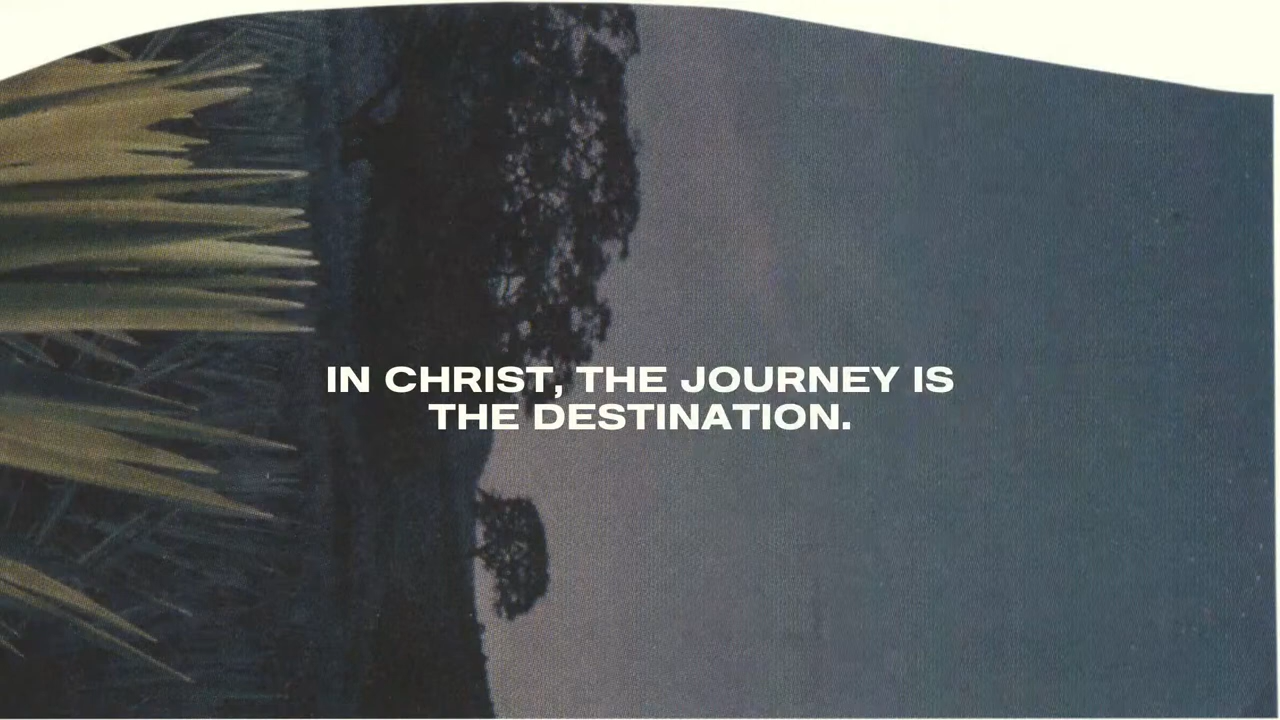 IN CHRIST, THE JOURNEY IS
THE DESTINATION.